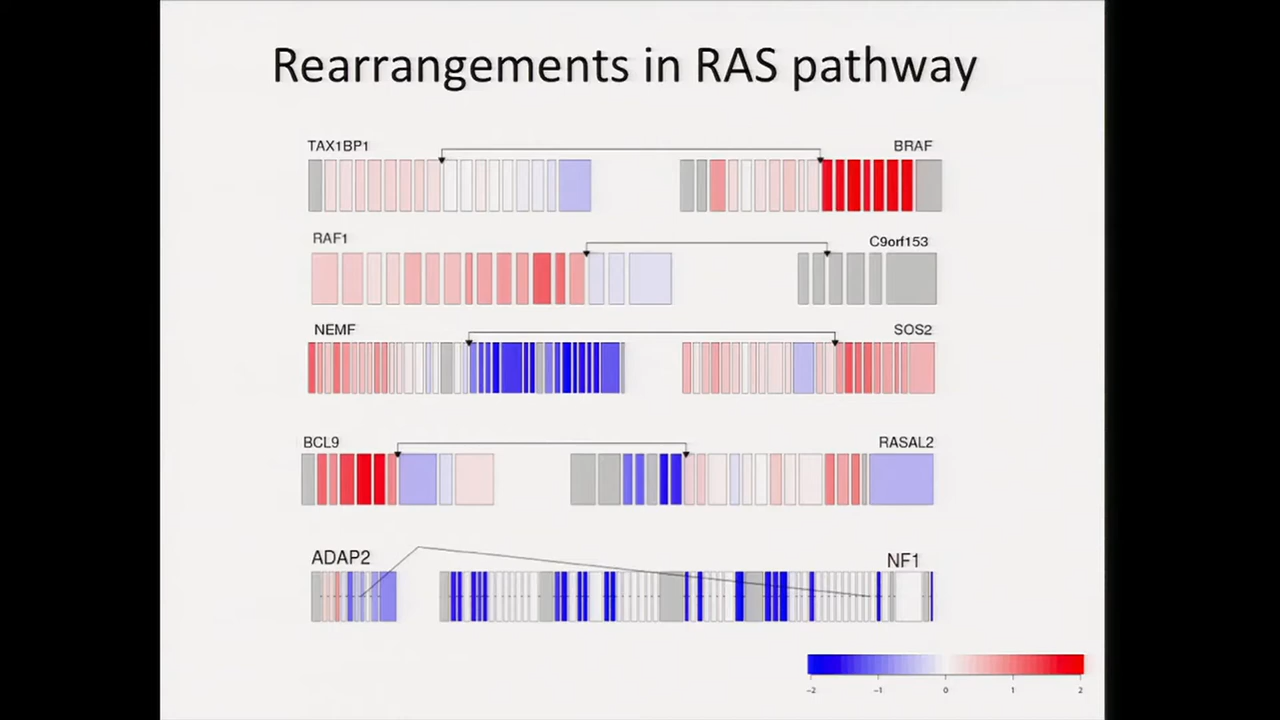 Rearrangements in RAS pathway
TAX1BP1 BRAF
RAF1 C9orf153
NEMF SOS2
BCL9 RASAL2
ADAP2 NF1
-2 -1 0 1 2